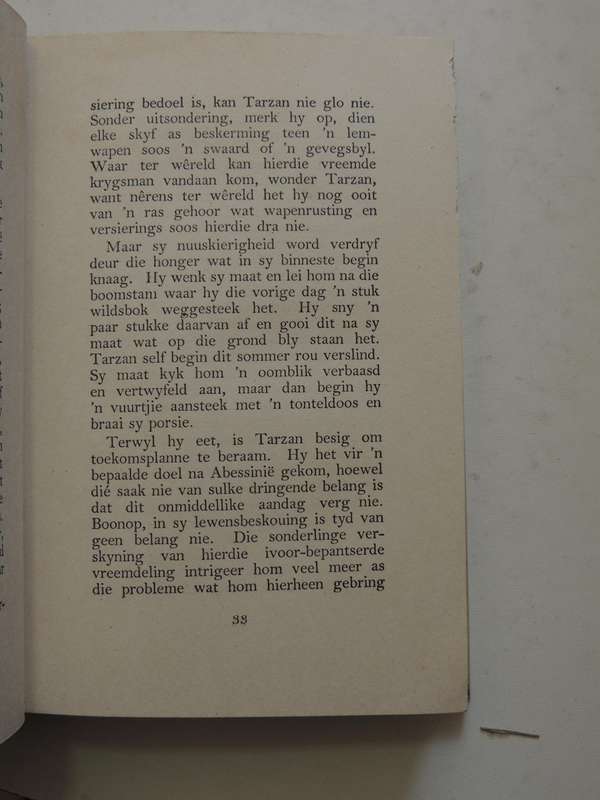 siering bedoel is, kan Tarzan nie glo nie.
Sonder uitsondering, merk hy op, dien
elke skyf as beskerming teen 'n lem-
wapen soos 'n swaard of 'n gevegsbyl.
Waar ter wêreld kan hierdie vreemde
krygsman vandaan kom, wonder Tarzan,
want nêrens ter wêreld het hy nog ooit
van 'n ras gehoor wat wapenrusting en
versierings soos hierdie dra nie.
Maar sy nuuskierigheid word verdryf
deur die honger wat in sy binneste begin
knaag. Hy wenk sy maat en lei hom na die
boomstam waar hy die vorige dag 'n stuk
wildsbok weggesteek het. Hy sny 'n
paar stukke daarvan af en gooi dit na sy
maat wat op die grond bly staan het.
Tarzan self begin dit sommer rou verslind.
Sy maat kyk hom 'n oomblik verbaasd
en vertwyfeld aan, maar dan begin hy
'n vuurtjie aansteek met 'n tonteldoos en
braai sy porsie.
Terwyl hy eet, is Tarzan besig om
toekomsplanne te beraam. Hy het vir 'n
bepaalde doel na Abessinië gekom, hoewel
dié saak nie van sulke dringende belang is
dat dit onmiddellike aandag verg nie.
Boonop, in sy lewensbeskouing is tyd van
geen belang nie. Die sonderlinge ver-
skyning van hierdie ivoor-bepantserde
vreemdeling intrigeer hom veel meer as
die probleme wat hom hierheen gebring
33